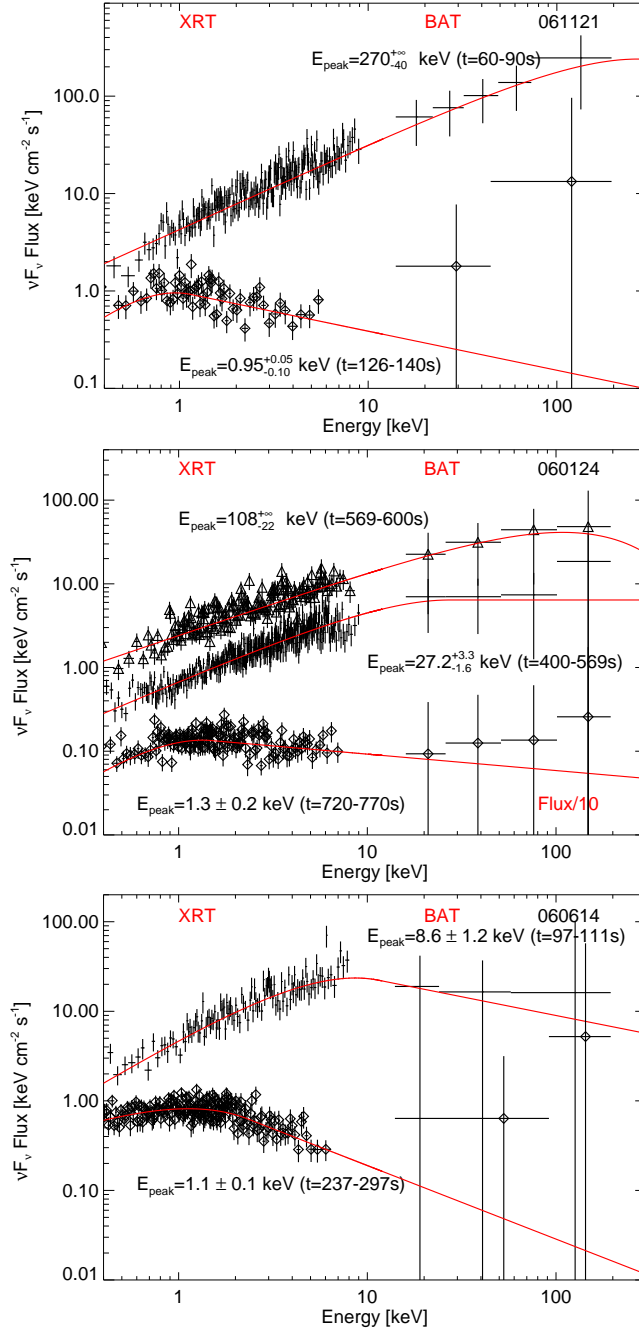 XRT BAT 061121
E_peak=270 +∞ -40 keV (t=60-90s)
100.0
10.0
1.0
0.1
νFν Flux [keV cm-2 s-1]
E_peak=0.95 +0.05 -0.10 keV (t=126-140s)
1 10 100
Energy [keV]
XRT BAT 060124
E_peak=108 +∞ -22 keV (t=569-600s)
100.00
10.00
1.00
0.10
0.01
νFν Flux [keV cm-2 s-1]
E_peak=27.2 +3.3 -1.6 keV (t=400-569s)
E_peak=1.3 ± 0.2 keV (t=720-770s) Flux/10
1 10 100
Energy [keV]
XRT BAT 060614
E_peak=8.6 ± 1.2 keV (t=97-111s)
100.00
10.00
1.00
0.10
0.01
νFν Flux [keV cm-2 s-1]
E_peak=1.1 ± 0.1 keV (t=237-297s)
1 10 100
Energy [keV]